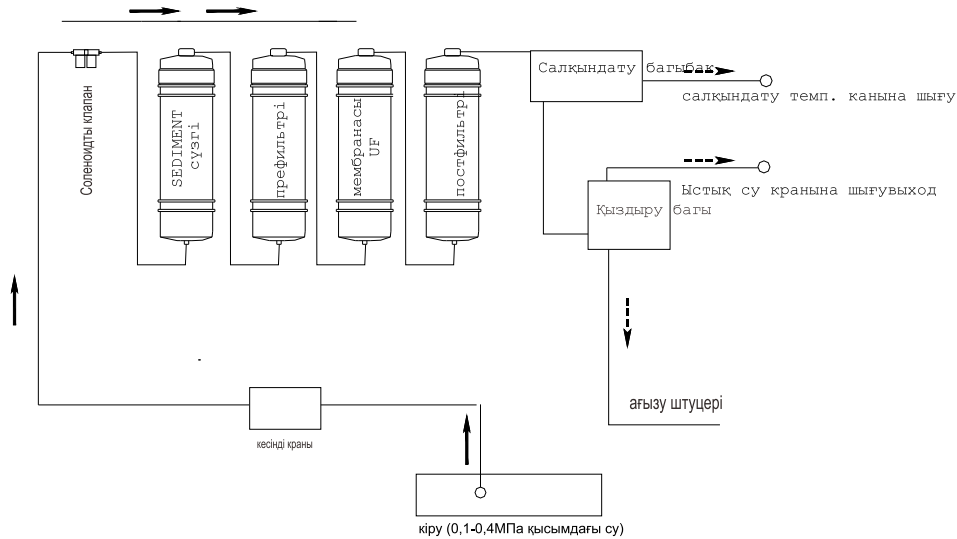 Соленоидты клапан
SEDIMENT
сүзгі
префильтрі
мембранасы
UF
постфильтрі
Салқындату бағыбак
салқындату темп. канына шығу
Ыстық су кранына шығувыход
Қыздыру бағы
ағызу штуцері
кесінді краны
кіру (0,1-0,4МПа қысымдағы су)